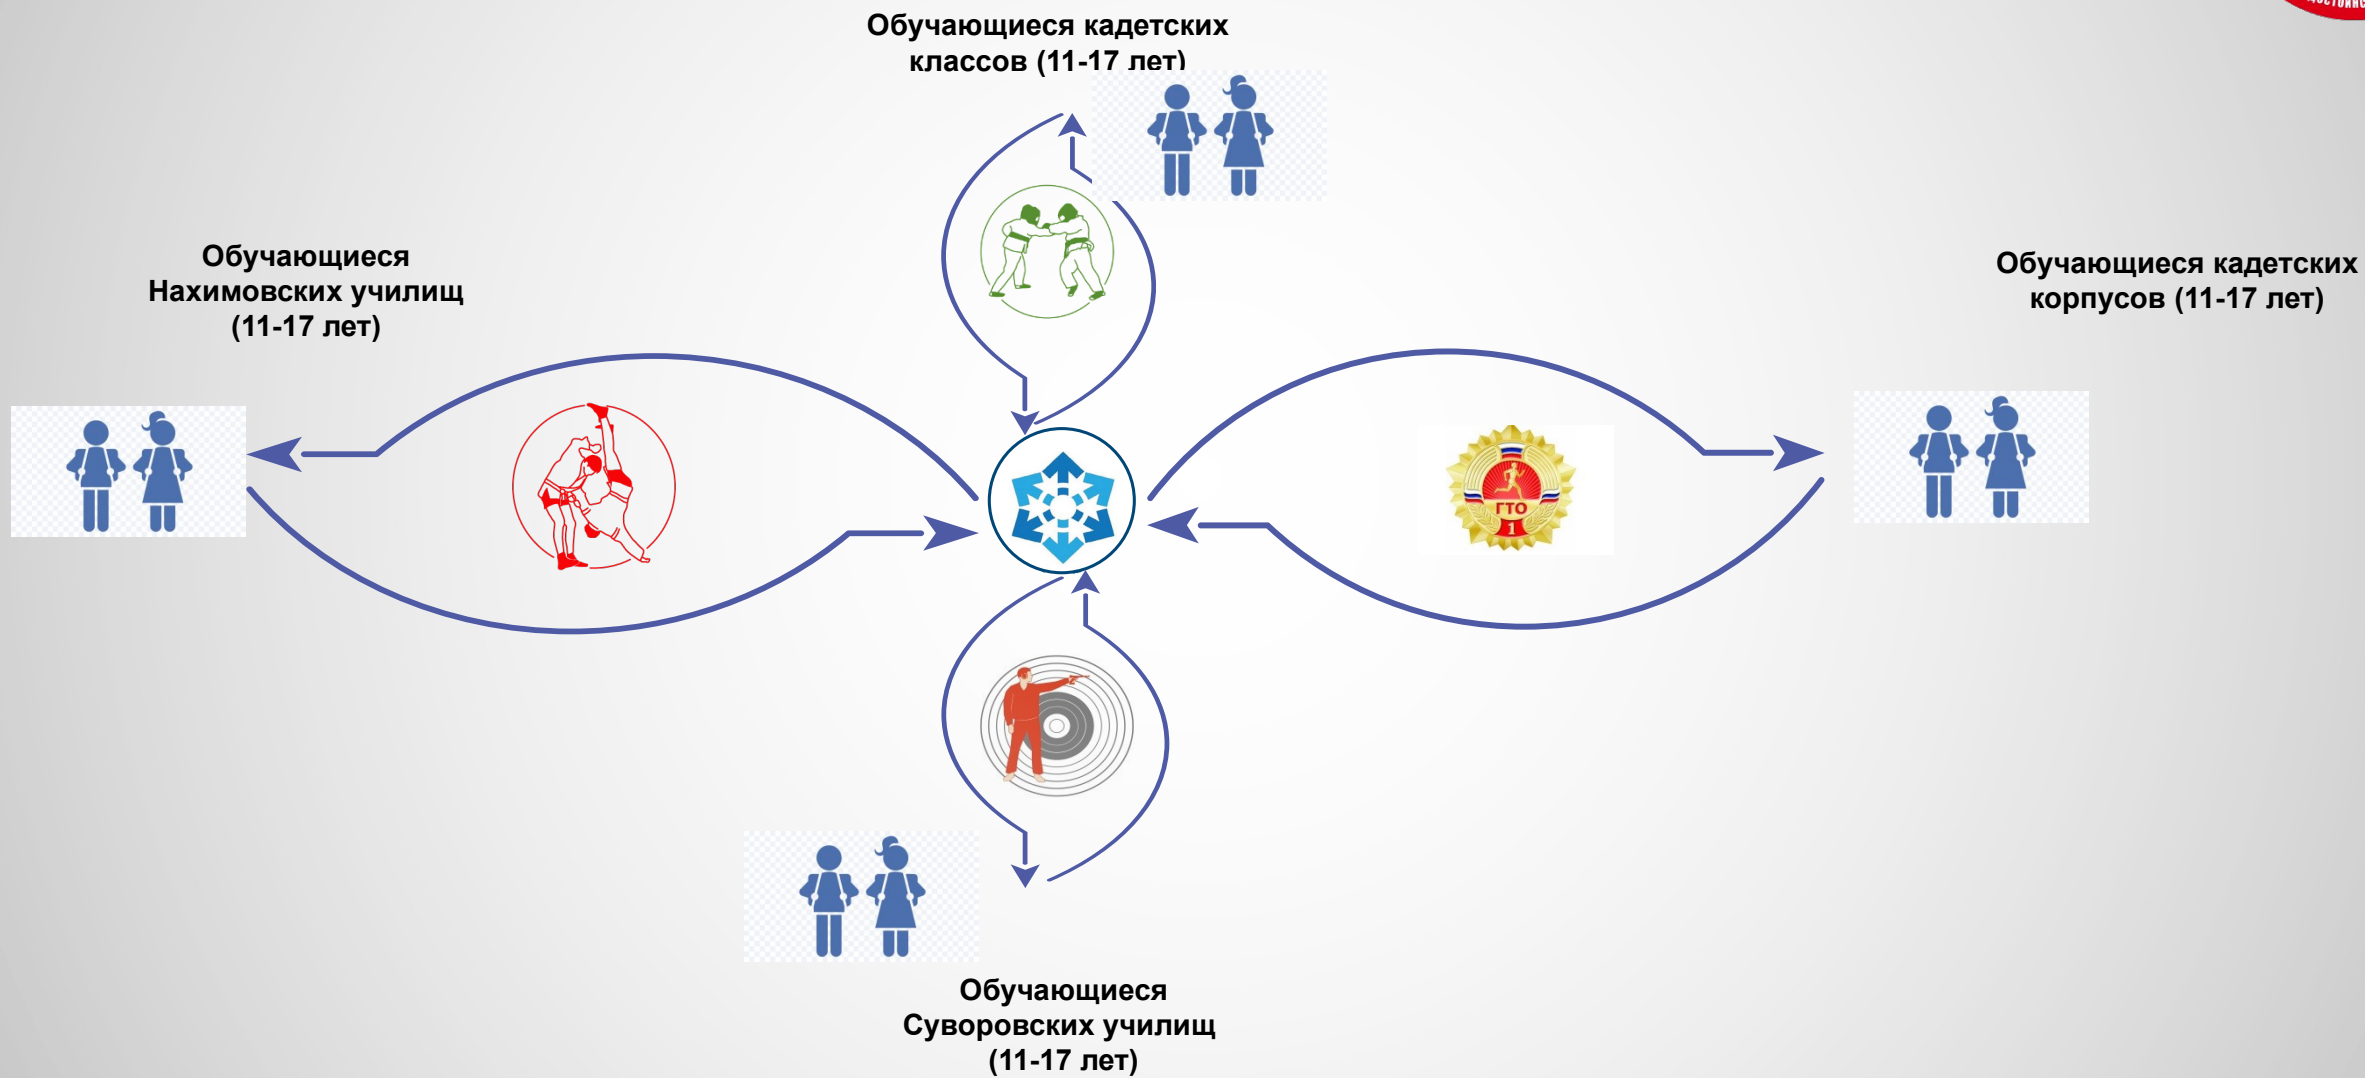 Обучающиеся кадетских
классов (11-17 лет)
Обучающиеся
Нахимовских училищ
(11-17 лет)
Обучающиеся кадетских
корпусов (11-17 лет)
ГТО
1
Обучающиеся
Суворовских училищ
(11-17 лет)